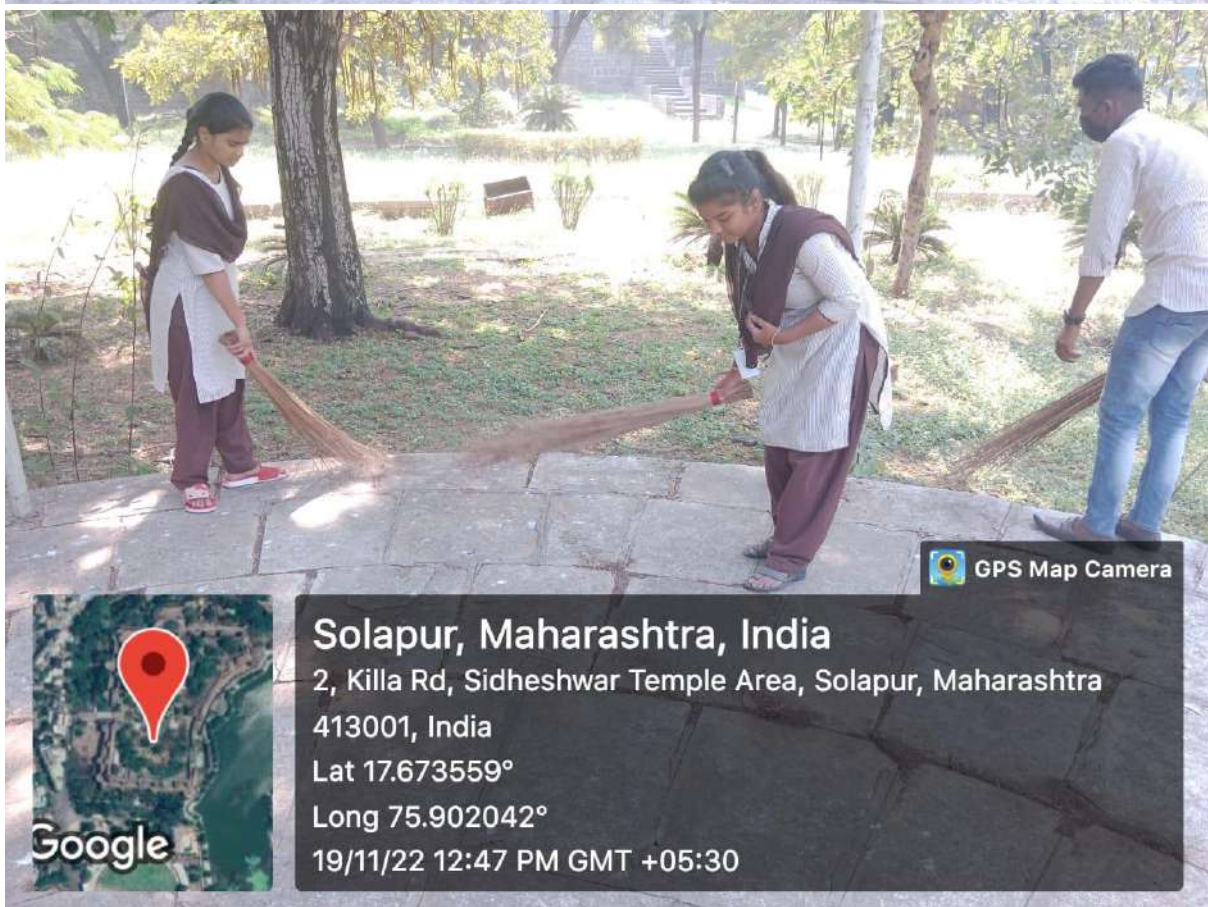 GPS Map Camera
Solapur, Maharashtra, India
2, Killa Rd, Sidheshwar Temple Area, Solapur, Maharashtra
413001, India
Lat 17.673559°
Long 75.902042°
19/11/22 12:47 PM GMT +05:30
Google